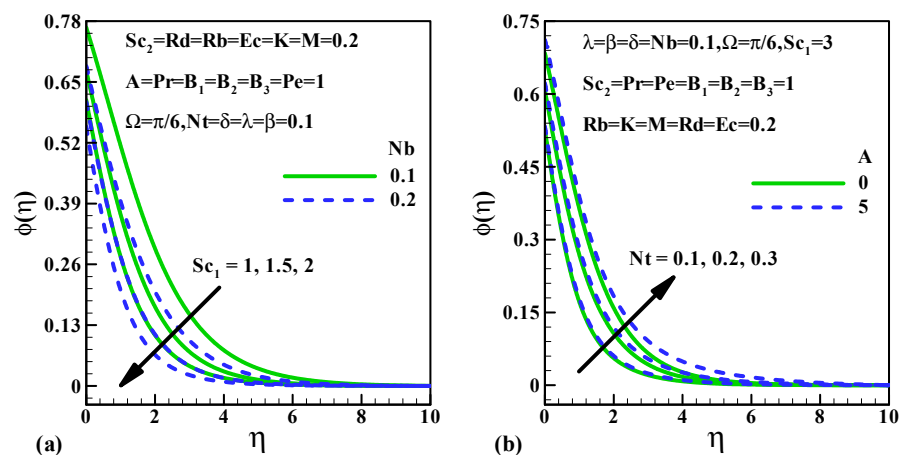 0.78
Sc₂=Rd=Rb=Ec=K=M=0.2
0.65
A=Pr=B₁=B₂=B₃=Pe=1
0.52
Ω=π/6,Nt=δ=λ=β=0.1
Nb
0.1
0.2
0.39
ϕ(η)
0.26
Sc₁ = 1, 1.5, 2
0.13
0
0 2 4 6 8 10
(a) η
0.75
λ=β=δ=Nb=0.1,Ω=π/6,Sc₁=3
0.6
Sc₂=Pr=Pe=B₁=B₂=B₃=1
Rb=K=M=Rd=Ec=0.2
0.45
A
0
5
ϕ(η)
0.3
Nt = 0.1, 0.2, 0.3
0.15
0
0 2 4 6 8 10
(b) η